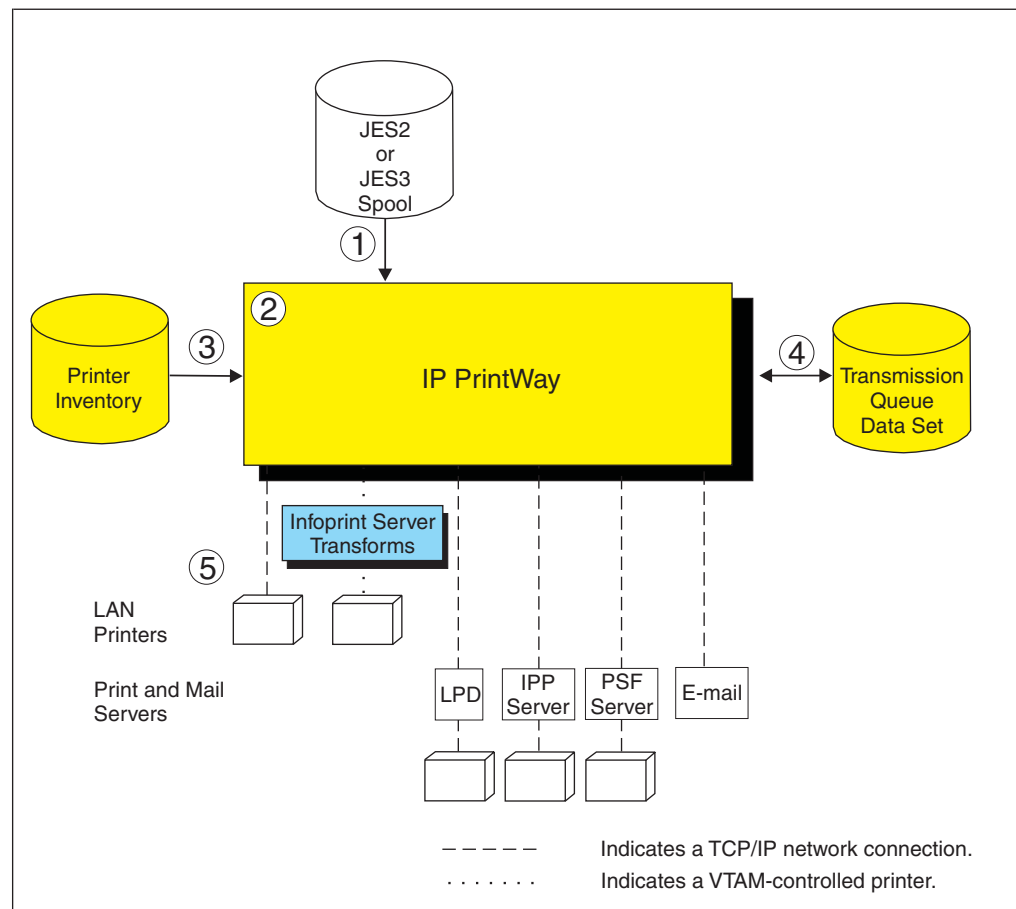 JES2
or
JES3
Spool
1
2
3
Printer
Inventory
IP PrintWay
4
Transmission
Queue
Data Set
Infoprint Server
Transforms
5
LAN
Printers
Print and Mail
Servers
LPD
IPP
Server
PSF
Server
E-mail
Indicates a TCP/IP network connection.
Indicates a VTAM-controlled printer.